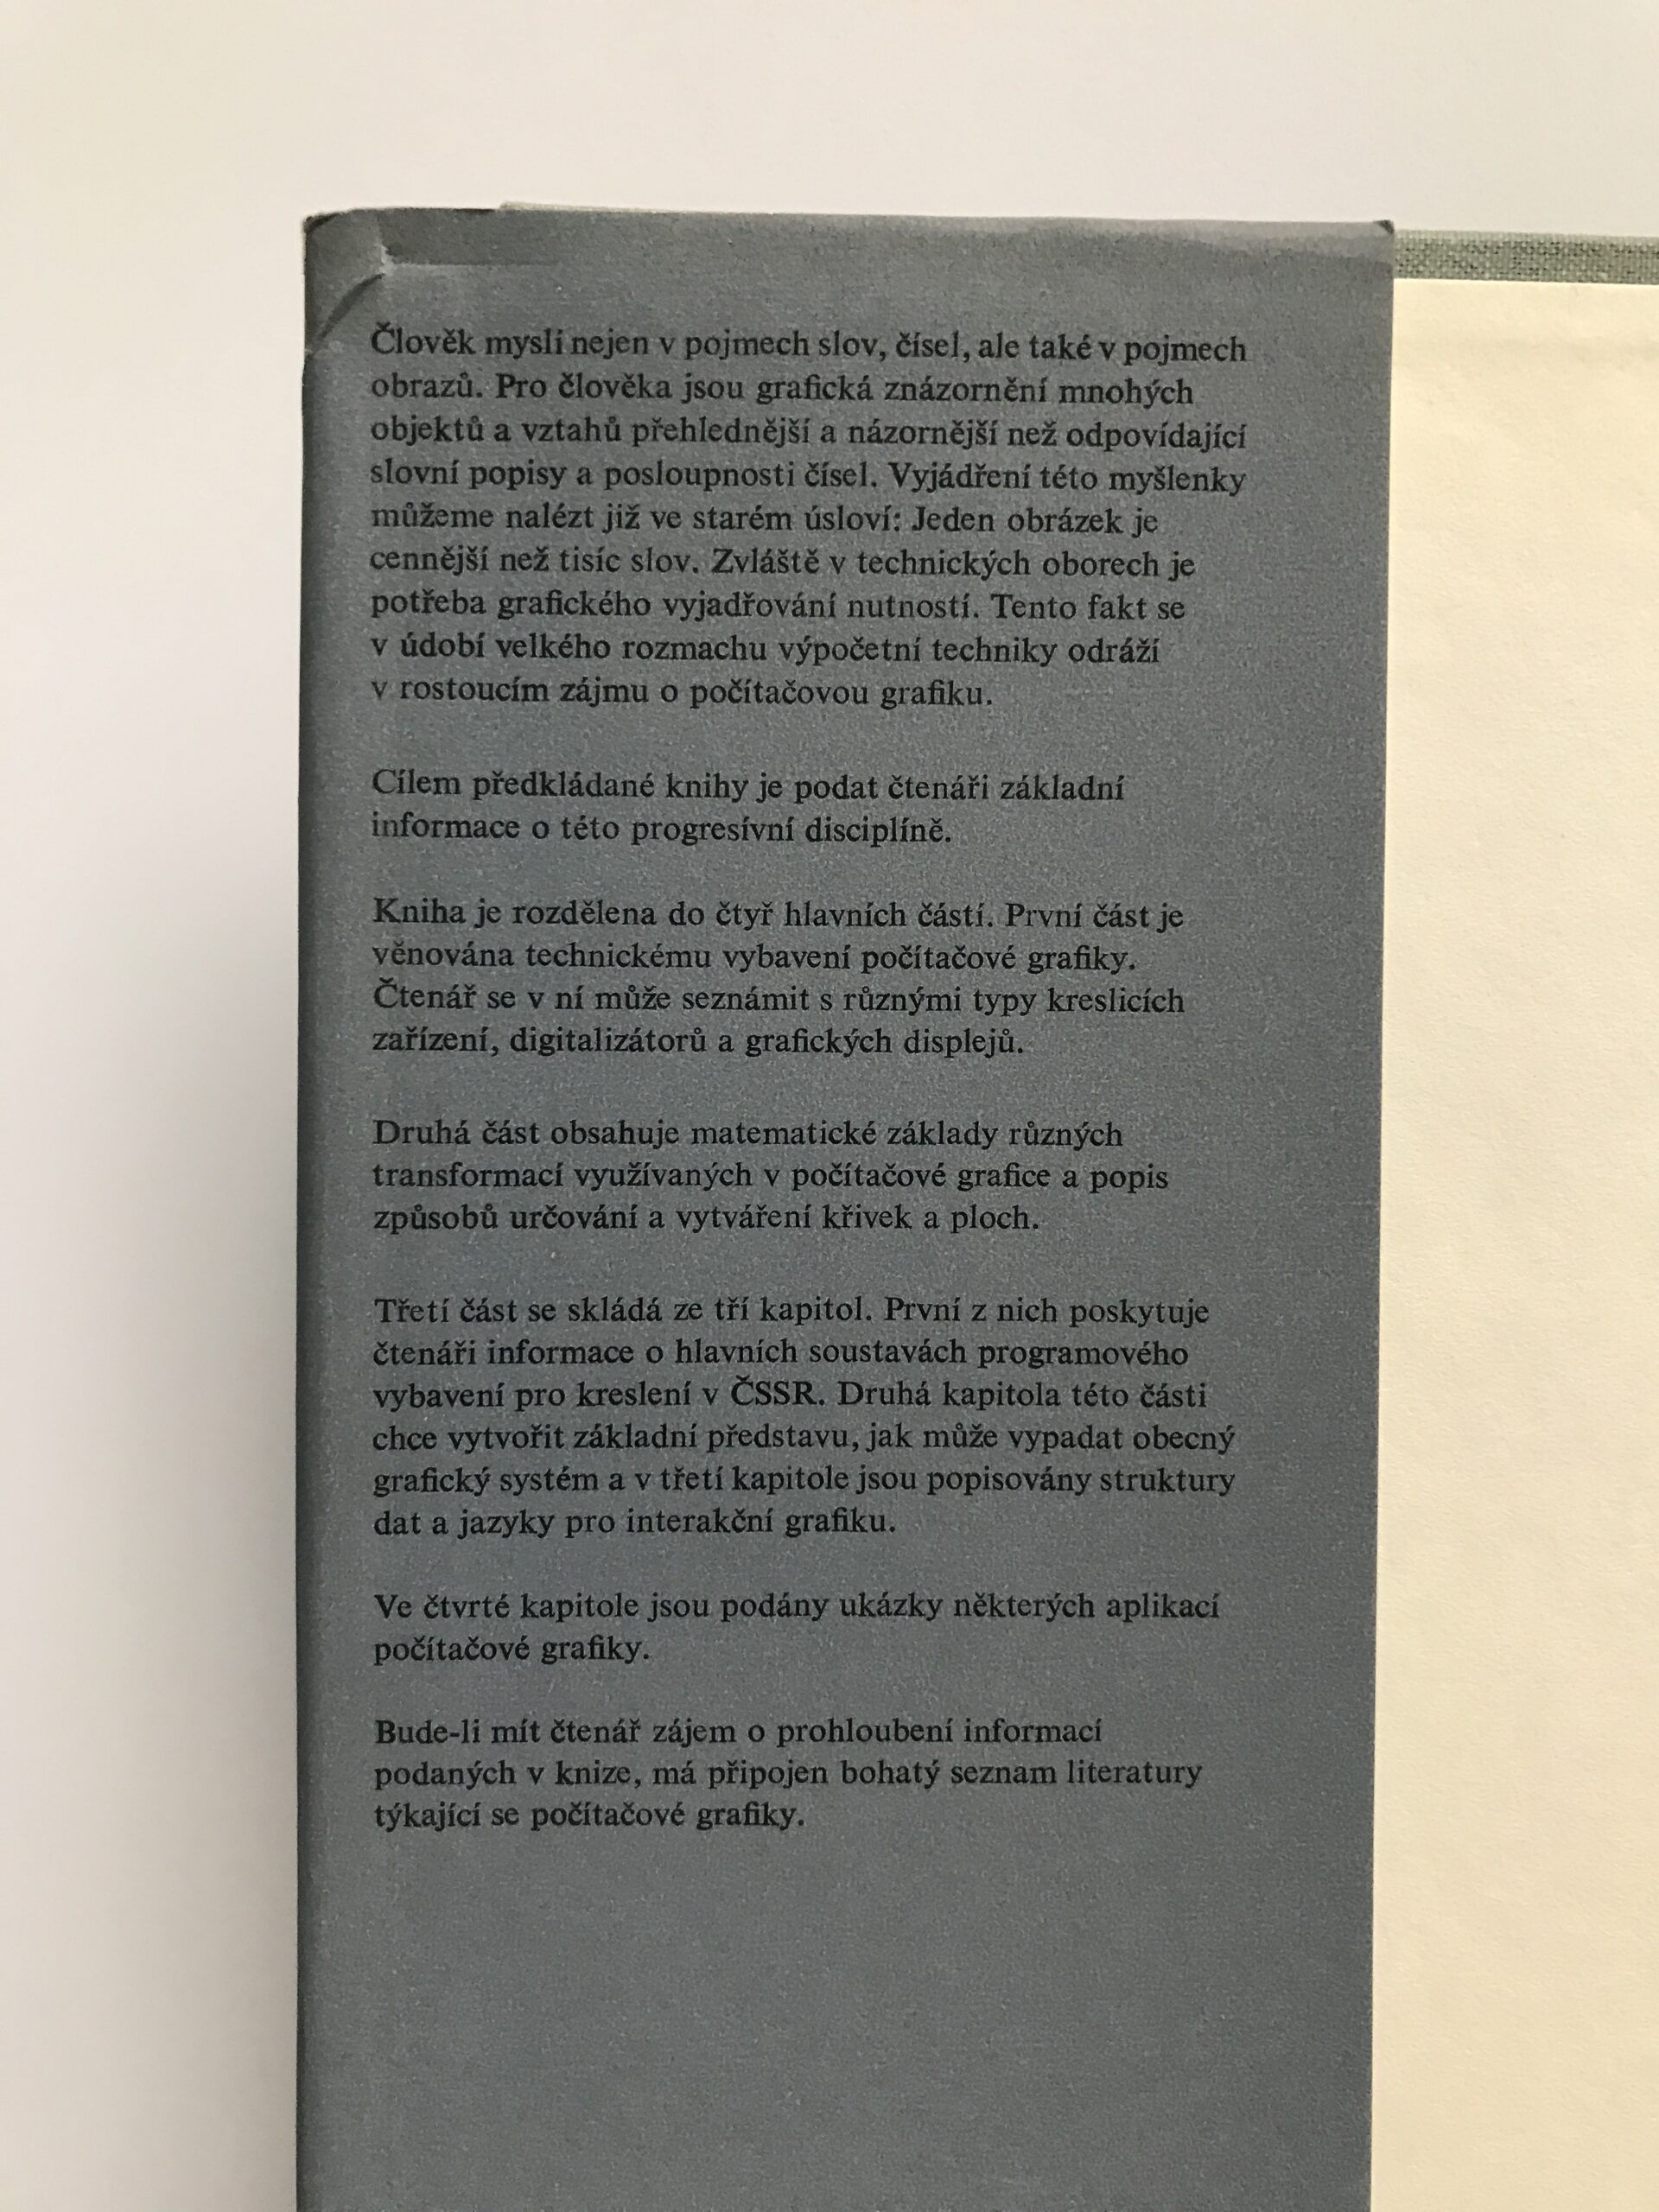 Člověk myslí nejen v pojmech slov, čísel, ale také v pojmech
obrazů. Pro člověka jsou grafická znázornění mnohých
objektů a vztahů přehlednější a názornější než odpovídající
slovní popisy a posloupnosti čísel. Vyjádření této myšlenky
můžeme nalézt již ve starém úsloví: Jeden obrázek je
cennější než tisíc slov. Zvláště v technických oborech je
potřeba grafického vyjadřování nutností. Tento fakt se
v údobí velkého rozmachu výpočetní techniky odráží
v rostoucím zájmu o počítačovou grafiku.
Cílem předkládané knihy je podat čtenáři základní
informace o této progresívní disciplíně.
Kniha je rozdělena do čtyř hlavních částí. První část je
věnována technickému vybavení počítačové grafiky.
Čtenář se v ní může seznámit s různými typy kreslicích
zařízení, digitalizátorů a grafických displejů.
Druhá část obsahuje matematické základy různých
transformací využívaných v počítačové grafice a popis
způsobů určování a vytváření křivek a ploch.
Třetí část se skládá ze tří kapitol. První z nich poskytuje
čtenáři informace o hlavních soustavách programového
vybavení pro kreslení v ČSSR. Druhá kapitola této části
chce vytvořit základní představu, jak může vypadat obecný
grafický systém a v třetí kapitole jsou popisovány struktury
dat a jazyky pro interakční grafiku.
Ve čtvrté kapitole jsou podány ukázky některých aplikací
počítačové grafiky.
Bude-li mít čtenář zájem o prohloubení informací
podaných v knize, má připojen bohatý seznam literatury
týkající se počítačové grafiky.